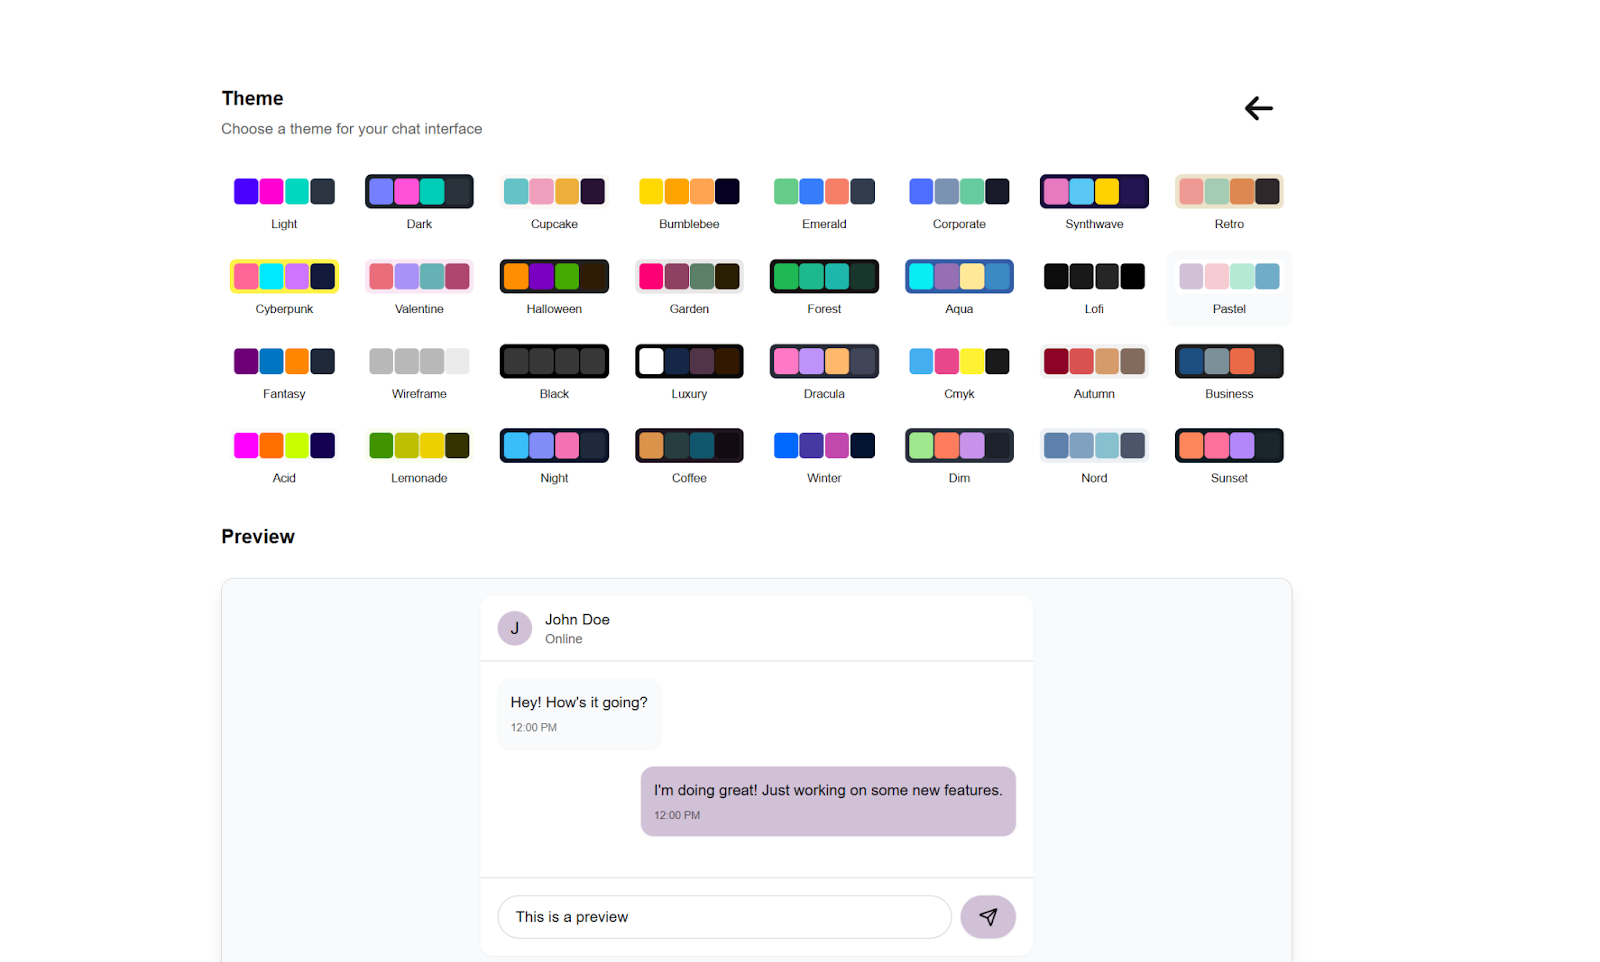 Theme
Choose a theme for your chat interface
Light
Dark
Cupcake
Bumblebee
Emerald
Corporate
Synthwave
Retro
Cyberpunk
Valentine
Halloween
Garden
Forest
Aqua
Lofi
Pastel
Fantasy
Wireframe
Black
Luxury
Dracula
Cmyk
Autumn
Business
Acid
Lemonade
Night
Coffee
Winter
Dim
Nord
Sunset
Preview
J
John Doe
Online
Hey! How's it going?
12:00 PM
I'm doing great! Just working on some new features.
12:00 PM
This is a preview